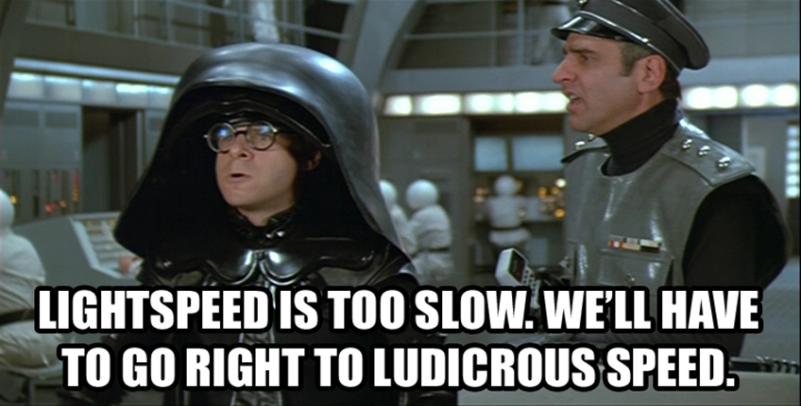 LIGHTSPEED IS TOO SLOW. WE'LL HAVE
TO GO RIGHT TO LUDICROUS SPEED.